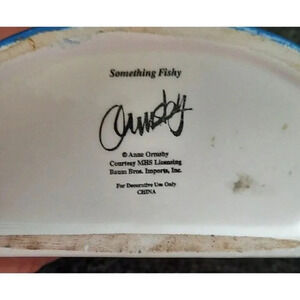 Something Fishy
Ormsby
© Anne Ormsby
Courtesy MHS Licensing
Baum Bros. Imports, Inc.
For Decorative Use Only
CHINA